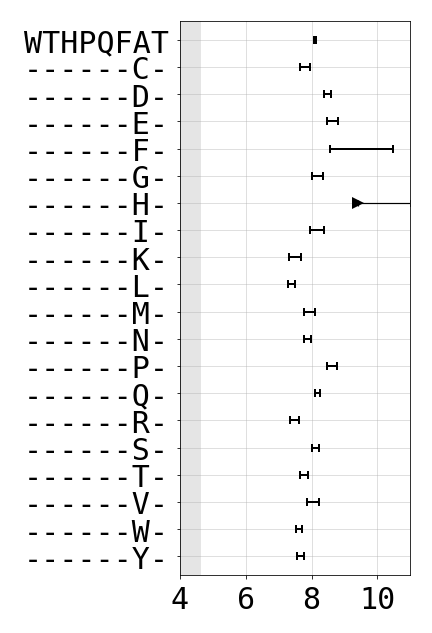 WTHPQFAT
------C-
------D-
------E-
------F-
------G-
------H-
------I-
------K-
------L-
------M-
------N-
------P-
------Q-
------R-
------S-
------T-
------V-
------W-
------Y-
4 6 8 10